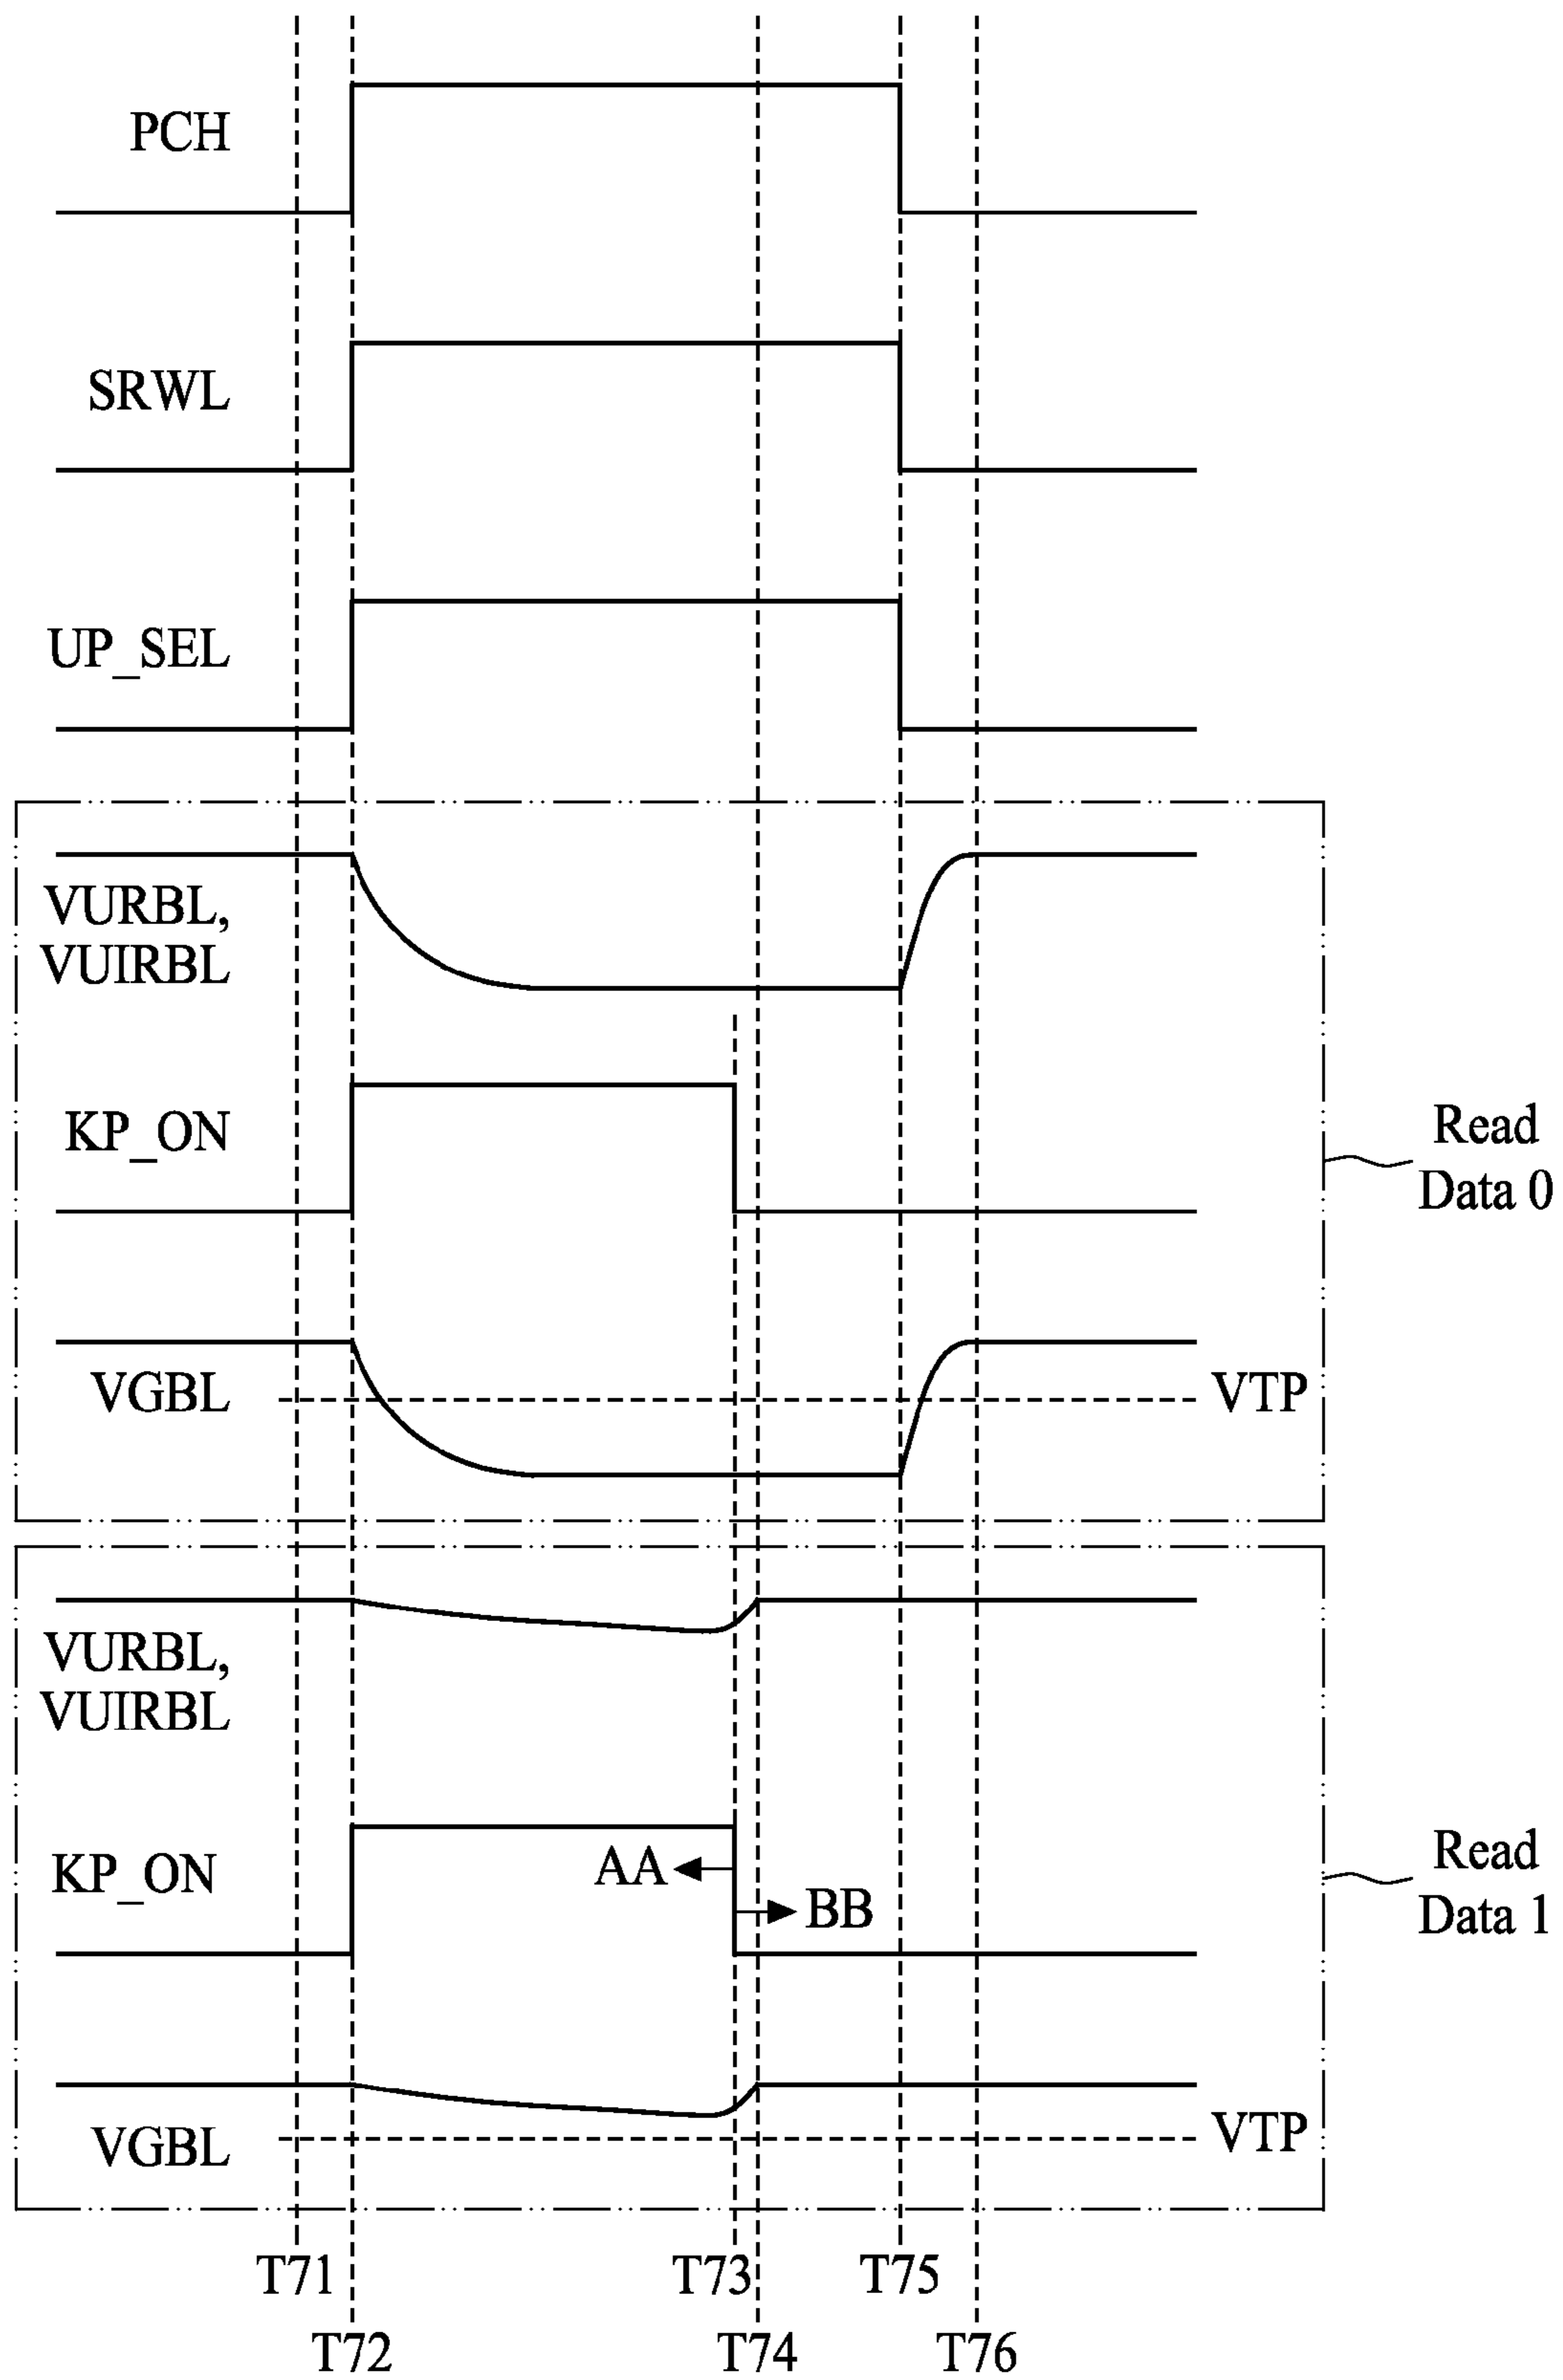 PCH
SRWL
UP_SEL
VURBL,
VUIRBL
KP_ON
Read
Data 0
VGBL
VTP
VURBL,
VUIRBL
KP_ON
AA
BB
Read
Data 1
VGBL
VTP
T71
T73
T75
T72
T74
T76